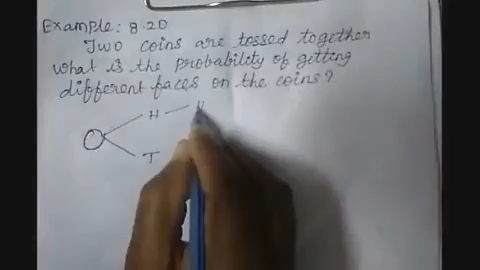 Example: 8.20
Two coins are tossed together
what is the probability of getting
different faces on the coins?
H H
T